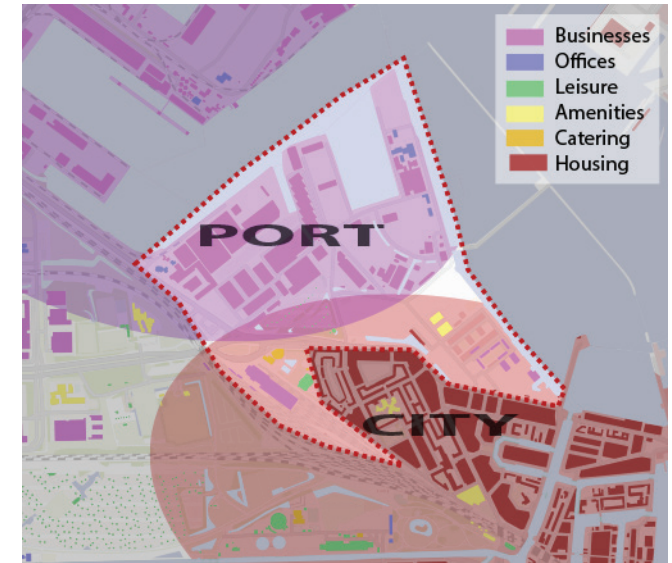 Businesses
Offices
Leisure
Amenities
Catering
Housing
PORT
CITY